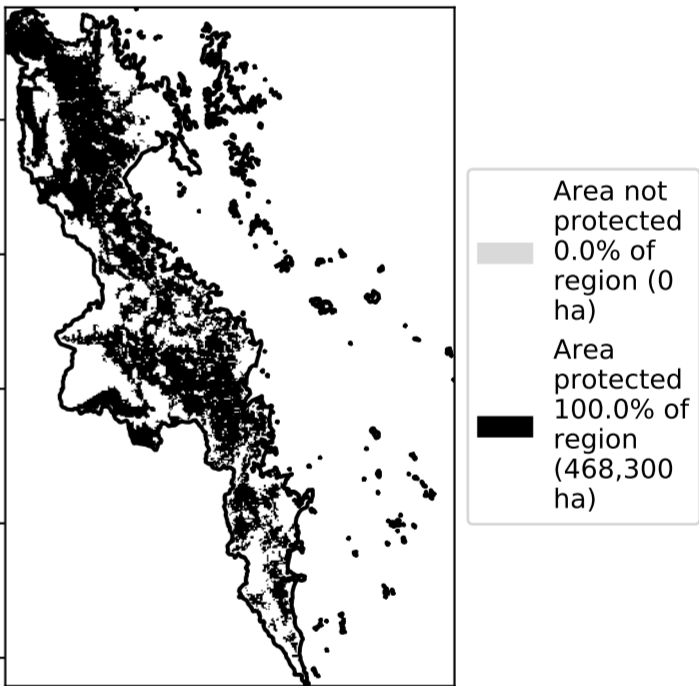 Area not
protected
0.0% of
region (0
ha)
Area
protected
100.0% of
region
(468,300
ha)